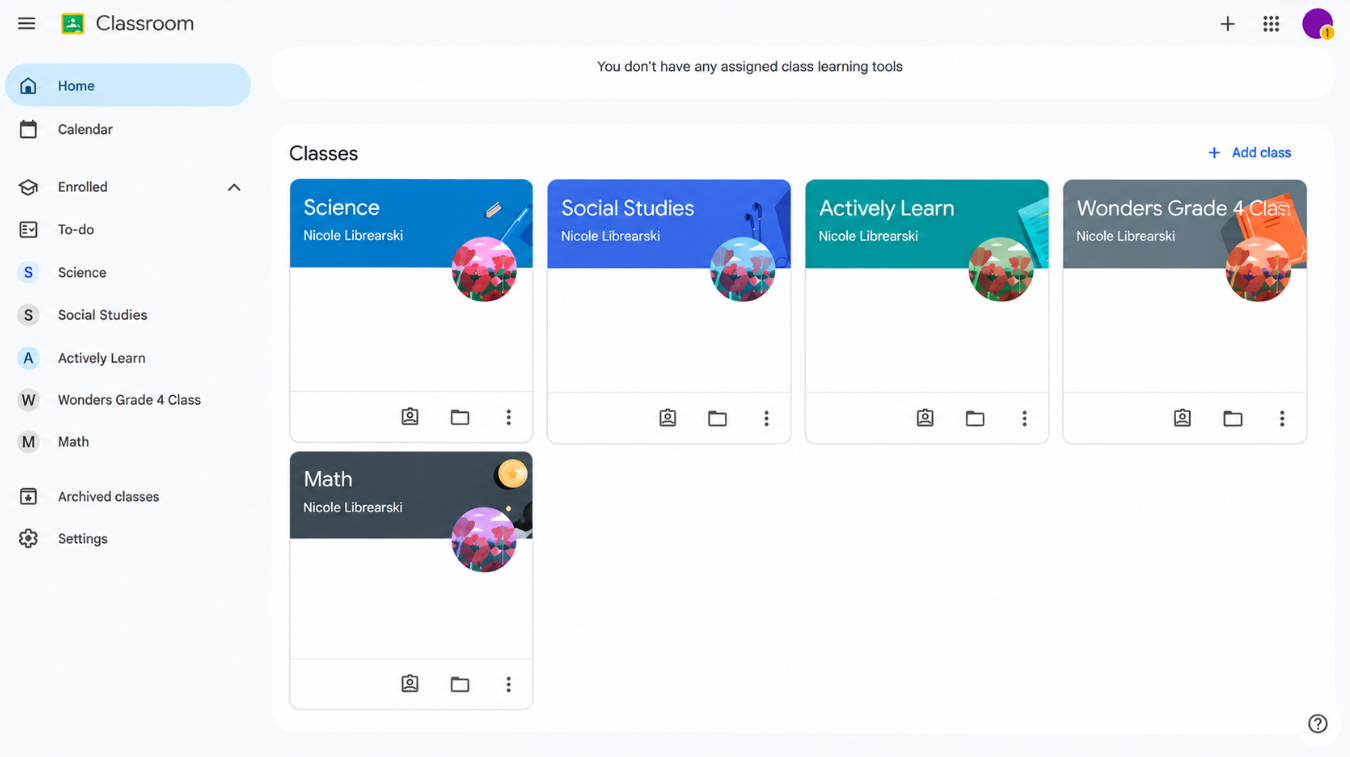 Classroom
!
You don't have any assigned class learning tools
Home
Calendar
Enrolled
To-do
S Science
S Social Studies
A Actively Learn
W Wonders Grade 4 Class
M Math
Archived classes
Settings
Classes
+ Add class
Science
Nicole Librearski
Social Studies
Nicole Librearski
Actively Learn
Nicole Librearski
Wonders Grade 4 Clas
Nicole Librearski
Math
Nicole Librearski
?